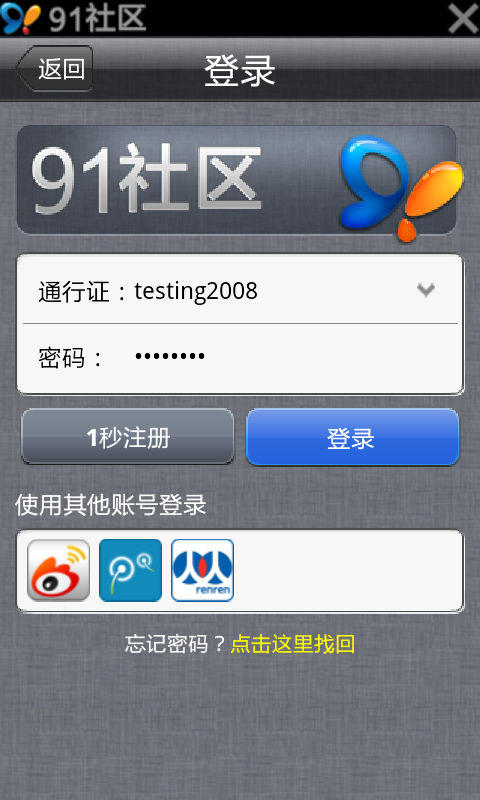 91社区
返回
登录
91社区
通行证：testing2008
密码：••••••••
1秒注册
登录
使用其他账号登录
renren
忘记密码？点击这里找回